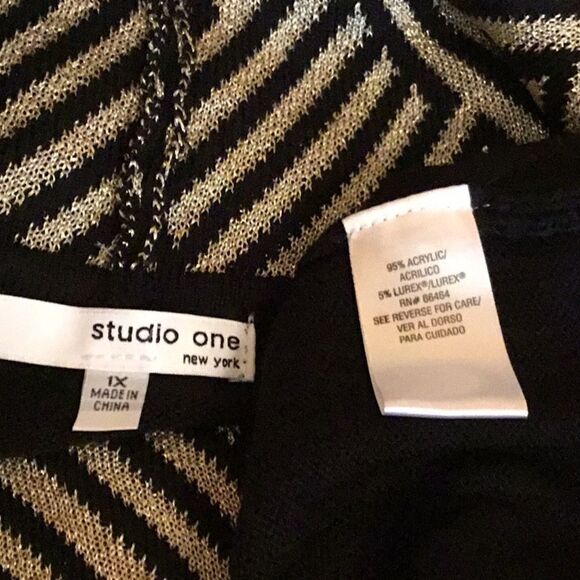 studio one
new york
1X
MADE IN
CHINA
95% ACRYLIC/
ACRILICO
5% LUREX®/LUREX®
RN# 66464
SEE REVERSE FOR CARE/
VER AL DORSO
PARA CUIDADO